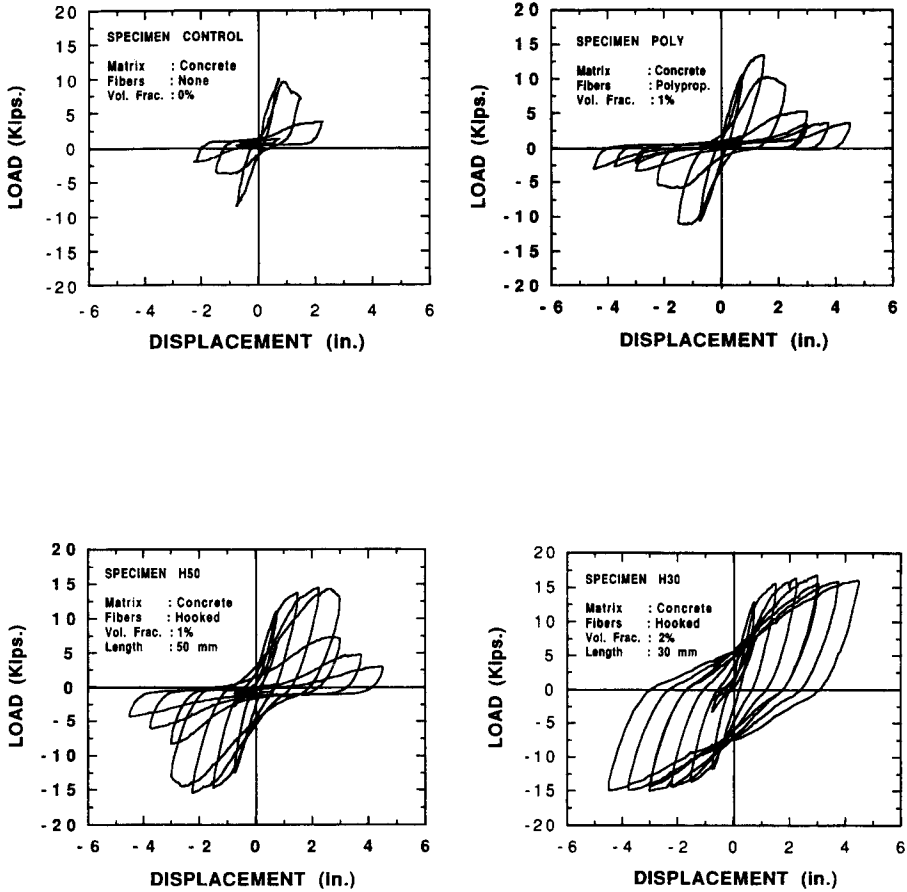 SPECIMEN CONTROL
Matrix : Concrete
Fibers : None
Vol. Frac. : 0%
20
15
10
5
0
-5
-10
-15
-20
LOAD (Kips.)
-6 -4 -2 0 2 4 6
DISPLACEMENT (in.)
SPECIMEN POLY
Matrix : Concrete
Fibers : Polyprop.
Vol. Frac. : 1%
20
15
10
5
0
-5
-10
-15
-20
LOAD (Kips.)
-6 -4 -2 0 2 4 6
DISPLACEMENT (in.)
SPECIMEN H50
Matrix : Concrete
Fibers : Hooked
Vol. Frac. : 1%
Length : 50 mm
20
15
10
5
0
-5
-10
-15
-20
LOAD (Kips.)
-6 -4 -2 0 2 4 6
DISPLACEMENT (in.)
SPECIMEN H30
Matrix : Concrete
Fibers : Hooked
Vol. Frac. : 2%
Length : 30 mm
20
15
10
5
0
-5
-10
-15
-20
LOAD (Kips.)
-6 -4 -2 0 2 4 6
DISPLACEMENT (in.)